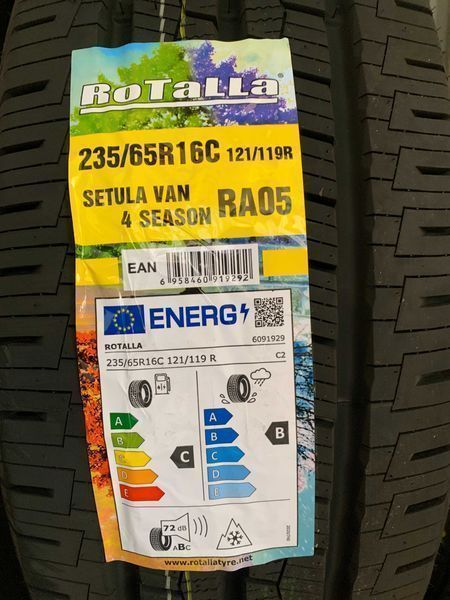 RoTalla
235/65R16C 121/119R
SETULA VAN
4 SEASON RA05
EAN
6 958460 919292
ENERG
ROTALLA 6091929
235/65R16C 121/119 R C2
A A
B B B
C C C
D D
E E
72 dB
ABC
www.rotallatyre.net